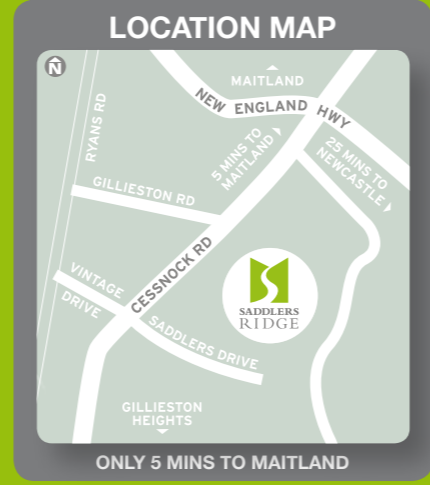 LOCATION MAP
N
MAITLAND
NEW ENGLAND HWY
RYANS RD
5 MINS TO
MAITLAND
25 MINS TO
NEWCASTLE
GILLIESTON RD
CESSNOCK RD
SADDLERS
RIDGE
VINTAGE
DRIVE
SADDLERS DRIVE
GILLIESTON
HEIGHTS
ONLY 5 MINS TO MAITLAND